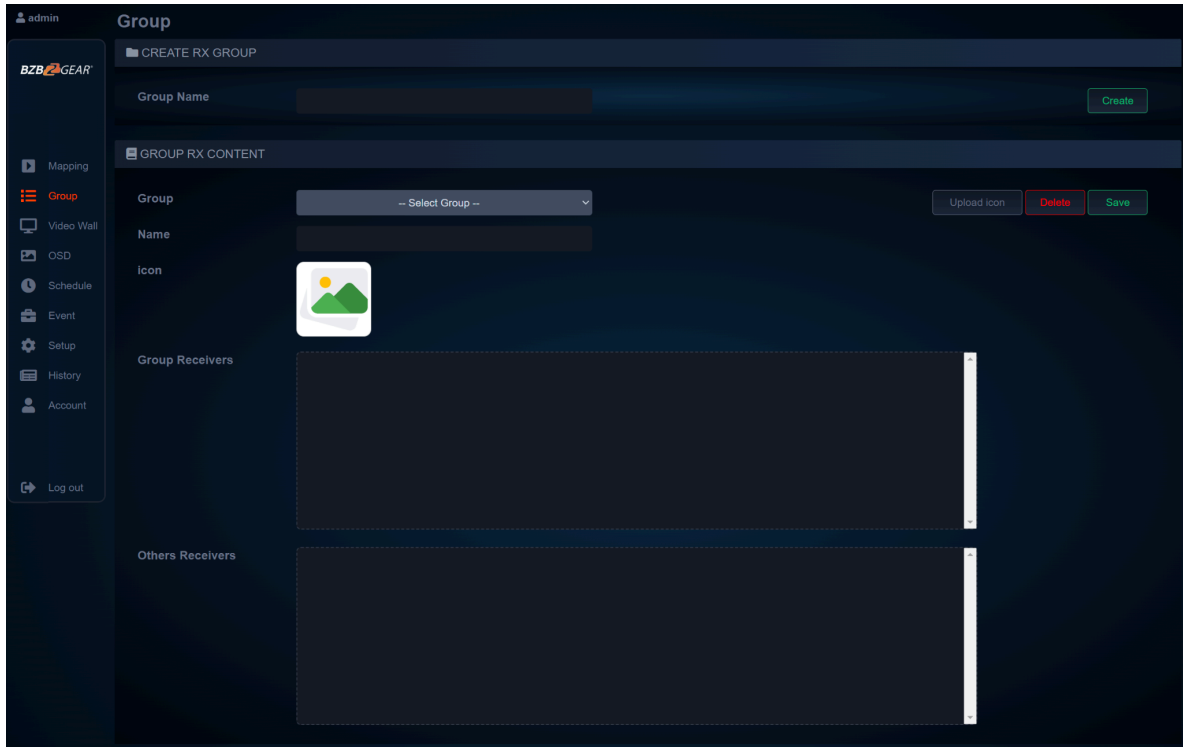 admin
Group
BZBGEAR
CREATE RX GROUP
Group Name
Create
GROUP RX CONTENT
Mapping
Group
Video Wall
OSD
Schedule
Event
Setup
History
Account
Log out
Group
-- Select Group --
Upload icon
Delete
Save
Name
icon
Group Receivers
Others Receivers